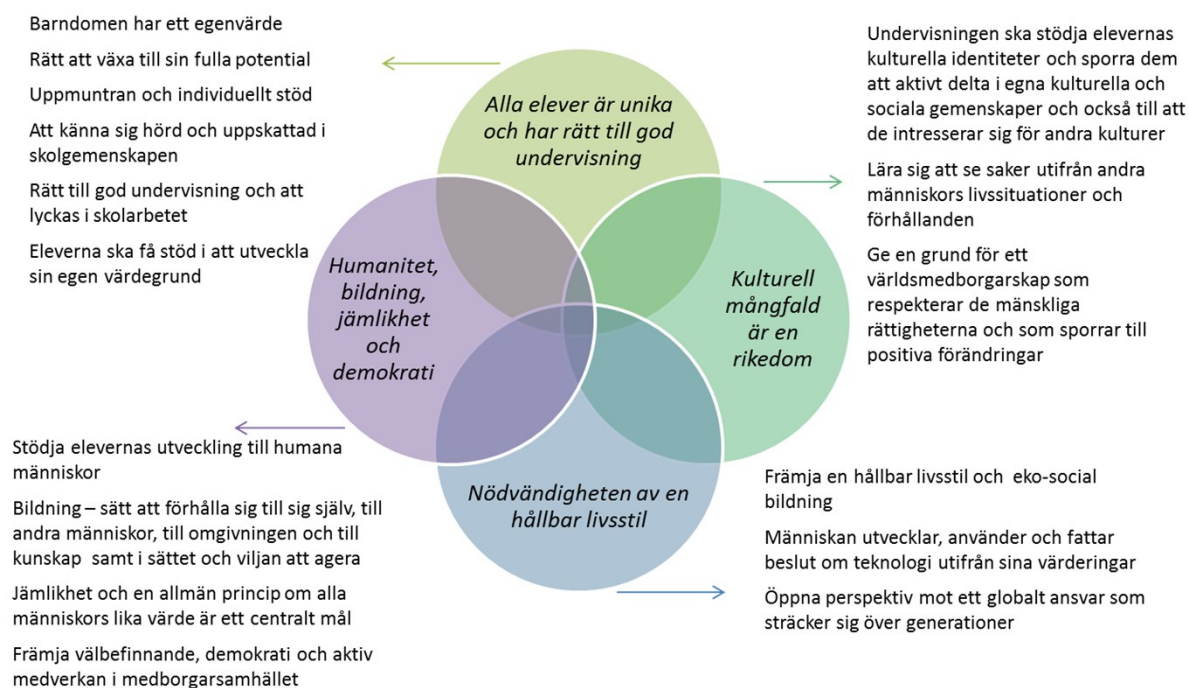 Barndomen har ett egenvärde
Rätt att växa till sin fulla potential
Uppmuntran och individuellt stöd
Att känna sig hörd och uppskattad i
skolgemenskapen
Rätt till god undervisning och att
lyckas i skolarbetet
Eleverna ska få stöd i att utveckla
sin egen värdegrund
Alla elever är unika
och har rätt till god
undervisning
Undervisningen ska stödja elevernas
kulturella identiteter och sporra dem
att aktivt delta i egna kulturella och
sociala gemenskaper och också till att
de intresserar sig för andra kulturer
Lära sig att se saker utifrån andra
människors livssituationer och
förhållanden
Ge en grund för ett
världsmedborgarskap som
respekterar de mänskliga
rättigheterna och som sporrar till
positiva förändringar
Humanitet,
bildning,
jämlikhet
och
demokrati
Kulturell
mångfald
är en
rikedom
Stödja elevernas utveckling till humana
människor
Bildning – sätt att förhålla sig till sig själv, till
andra människor, till omgivningen och till
kunskap samt i sättet och viljan att agera
Jämlikhet och en allmän princip om alla
människors lika värde är ett centralt mål
Främja välbefinnande, demokrati och aktiv
medverkan i medborgarsamhället
Nödvändigheten av en
hållbar livsstil
Främja en hållbar livsstil och eko-social
bildning
Människan utvecklar, använder och fattar
beslut om teknologi utifrån sina värderingar
Öppna perspektiv mot ett globalt ansvar som
sträcker sig över generationer